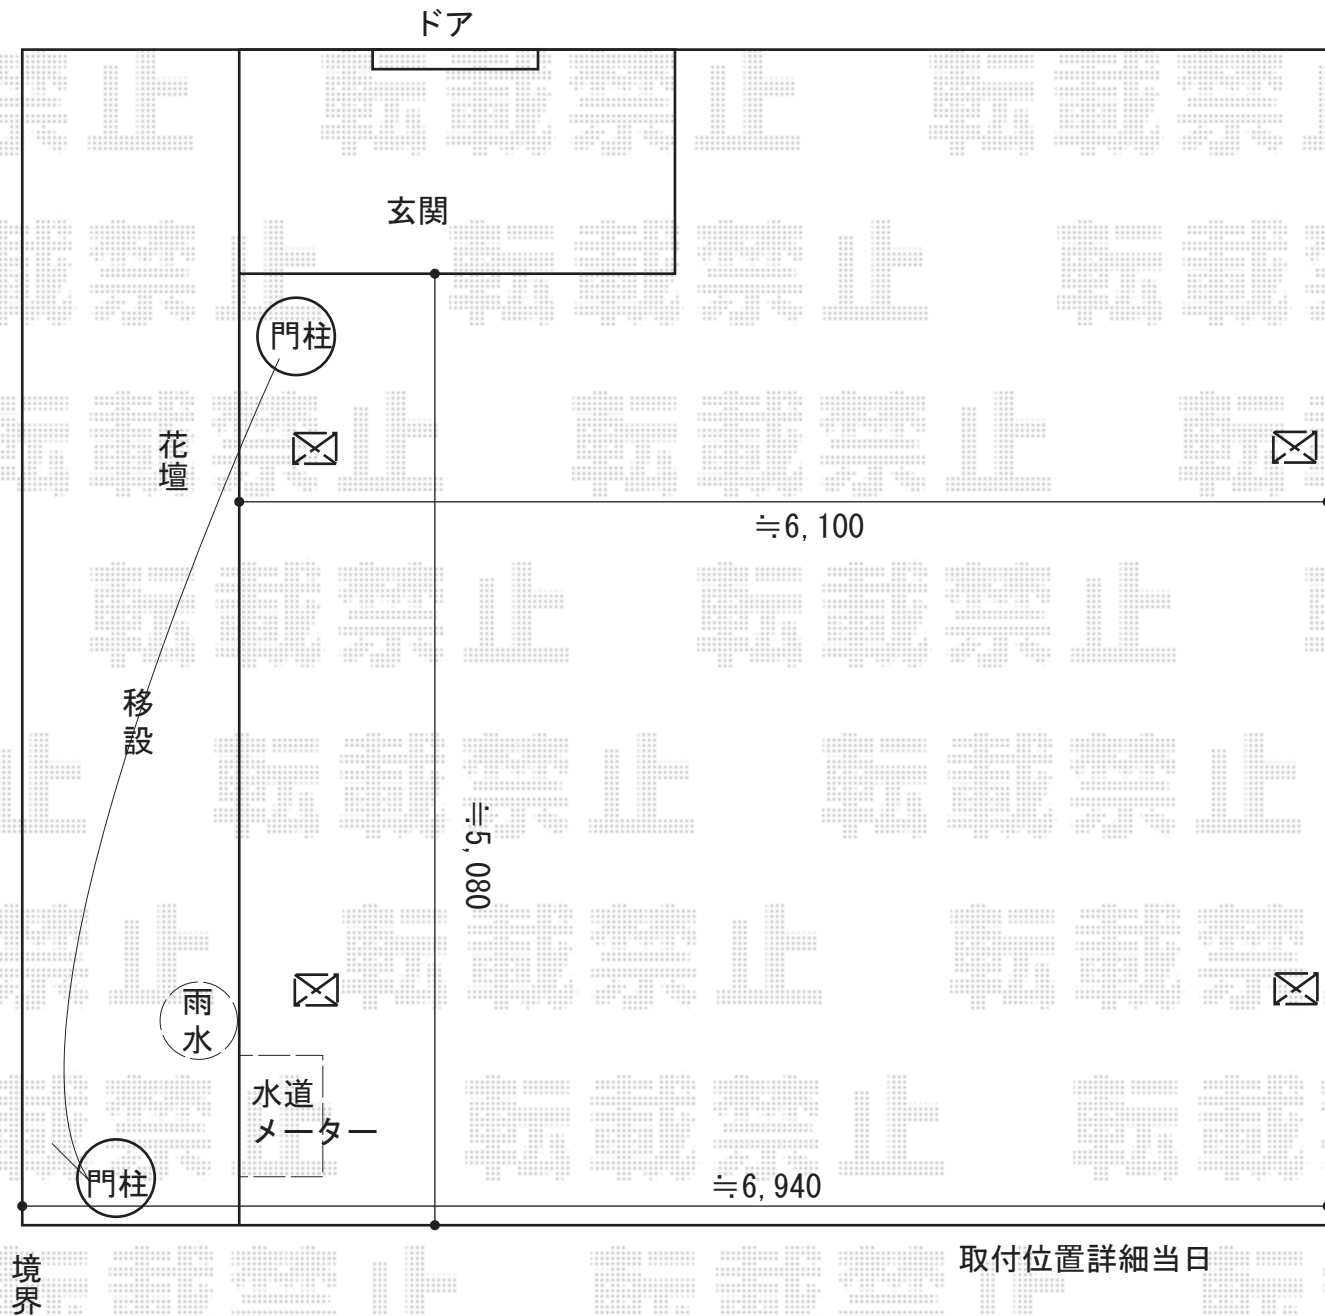 ドア
玄関
門柱
花壇
≒6,100
移設
≒5,080
雨水
水道
メーター
門柱
≒6,940
取付位置詳細当日
境界
転載禁止